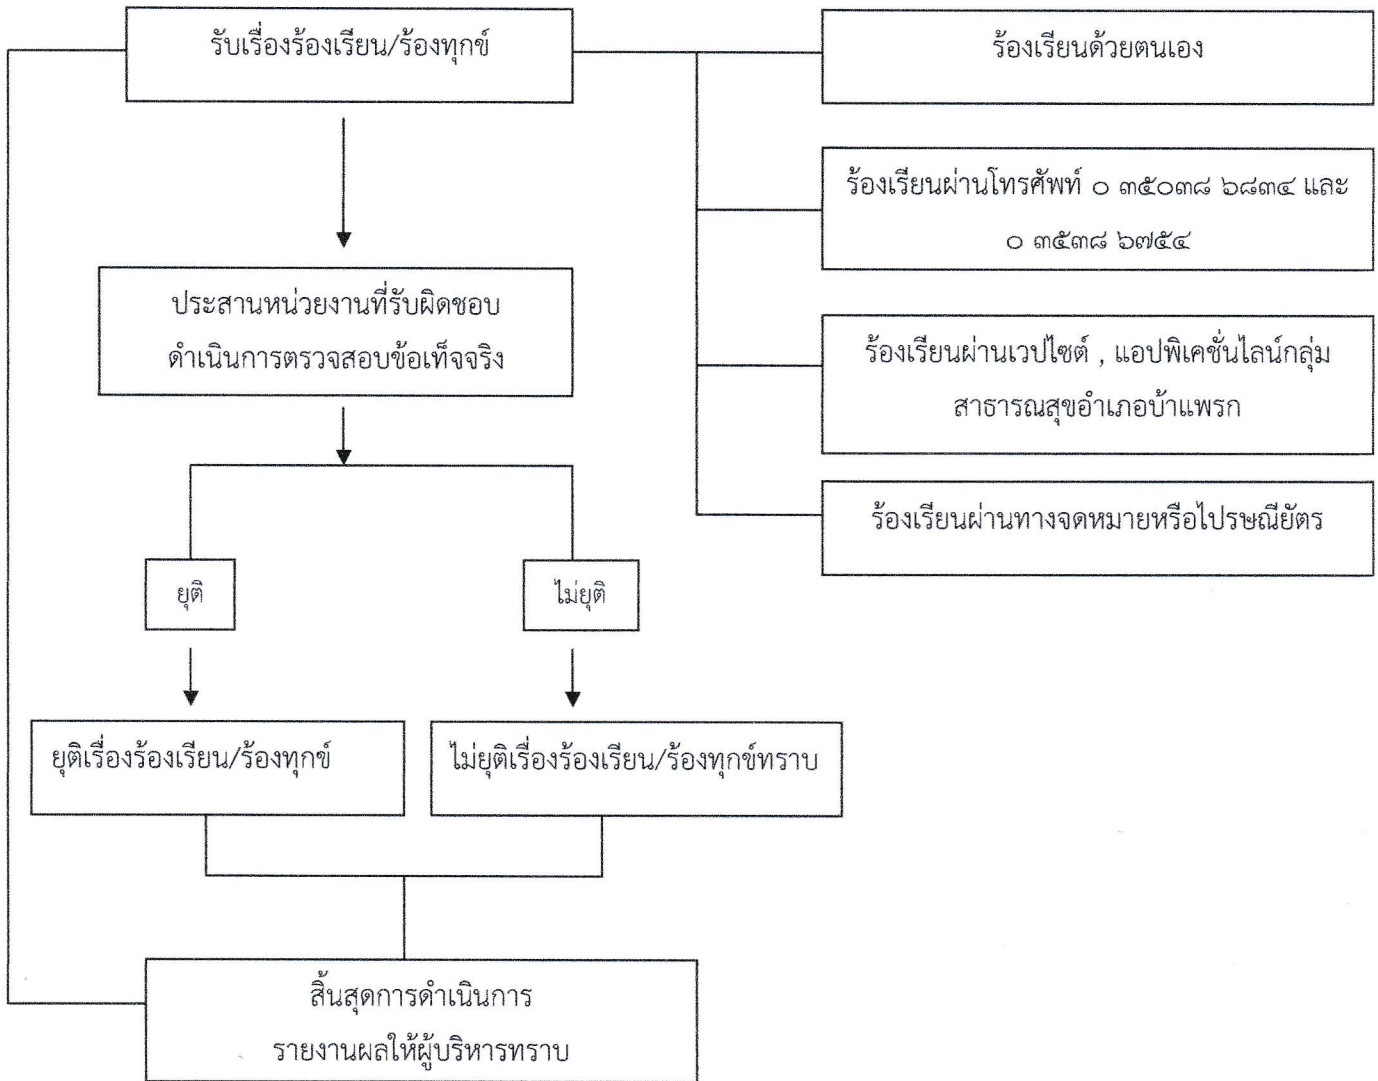 รับเรื่องร้องเรียน/ร้องทุกข์
ร้องเรียนด้วยตนเอง
ร้องเรียนผ่านโทรศัพท์ ๐ ๓๕๐๓๘ ๖๘๓๔ และ
๐ ๓๕๓๘ ๖๗๕๔
ประสานหน่วยงานที่รับผิดชอบ
ดำเนินการตรวจสอบข้อเท็จจริง
ร้องเรียนผ่านเวปไซต์ , แอปพิเคชั่นไลน์กลุ่ม
สาธารณสุขอำเภอบ้าแพรก
ร้องเรียนผ่านทางจดหมายหรือไปรษณียัตร
ยุติ
ไม่ยุติ
ยุติเรื่องร้องเรียน/ร้องทุกข์
ไม่ยุติเรื่องร้องเรียน/ร้องทุกข์ทราบ
สิ้นสุดการดำเนินการ
รายงานผลให้ผู้บริหารทราบ